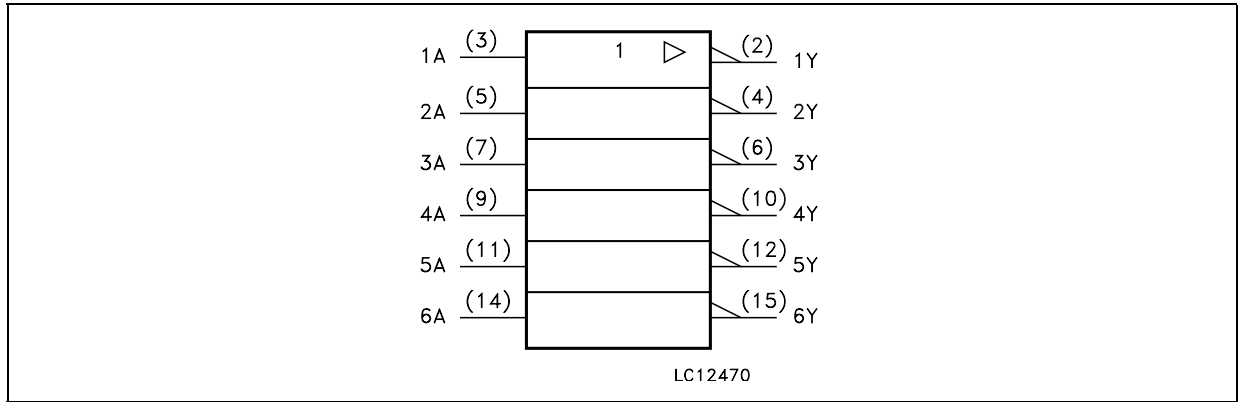 1A (3) 1 (2) 1Y
2A (5) (4) 2Y
3A (7) (6) 3Y
4A (9) (10) 4Y
5A (11) (12) 5Y
6A (14) (15) 6Y
LC12470